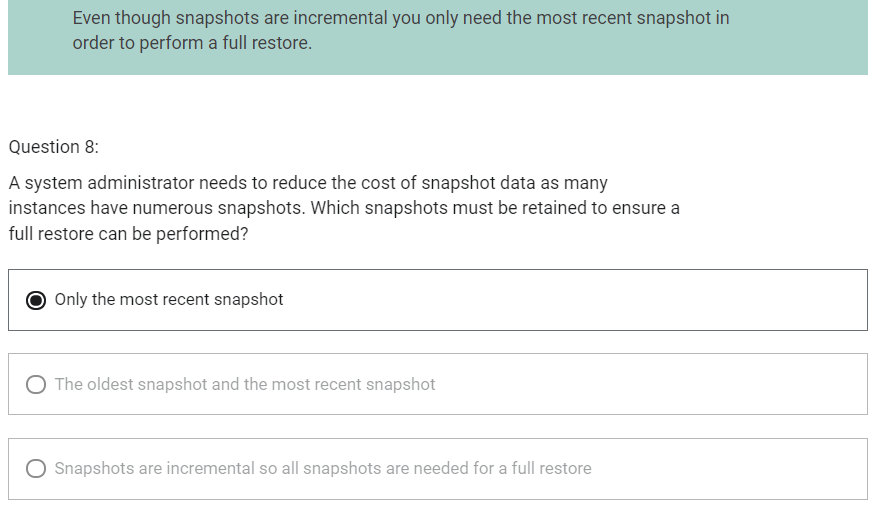 Even though snapshots are incremental you only need the most recent snapshot in
order to perform a full restore.
Question 8:
A system administrator needs to reduce the cost of snapshot data as many
instances have numerous snapshots. Which snapshots must be retained to ensure a
full restore can be performed?
Only the most recent snapshot
The oldest snapshot and the most recent snapshot
Snapshots are incremental so all snapshots are needed for a full restore